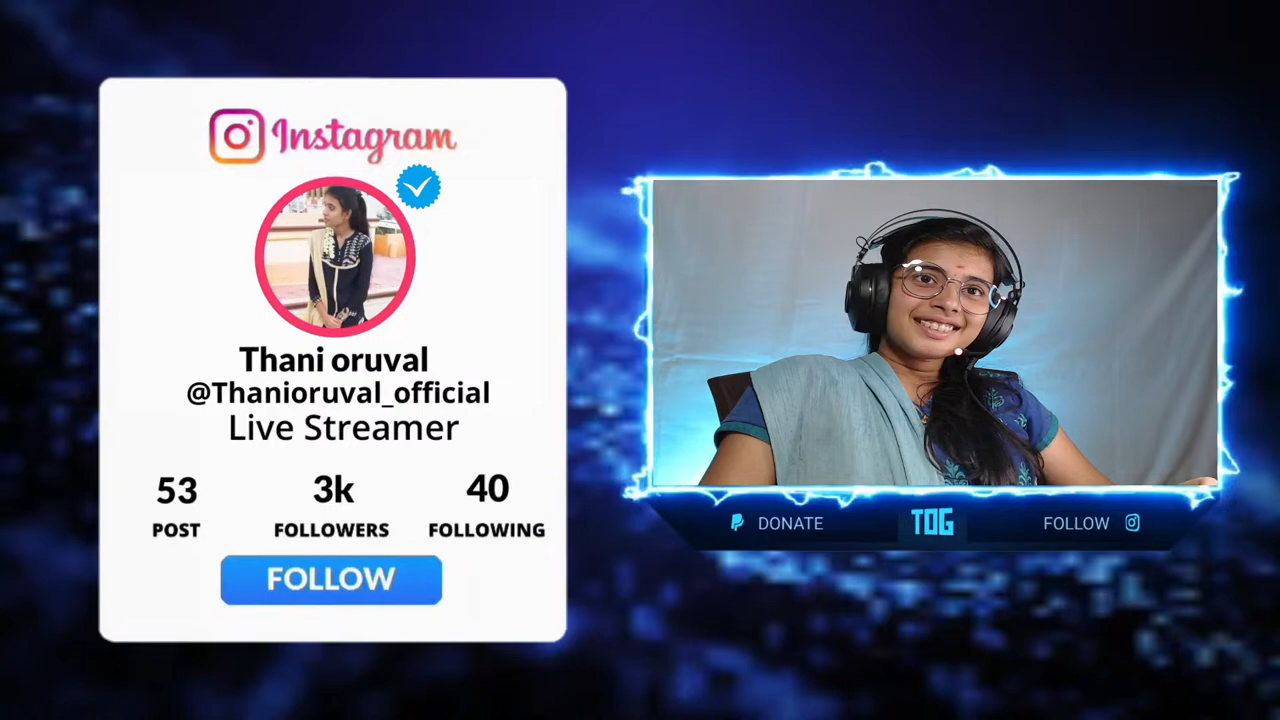 Instagram
Thani oruval
@Thanioruval_official
Live Streamer
53 3k 40
POST FOLLOWERS FOLLOWING
FOLLOW
DONATE TOG FOLLOW